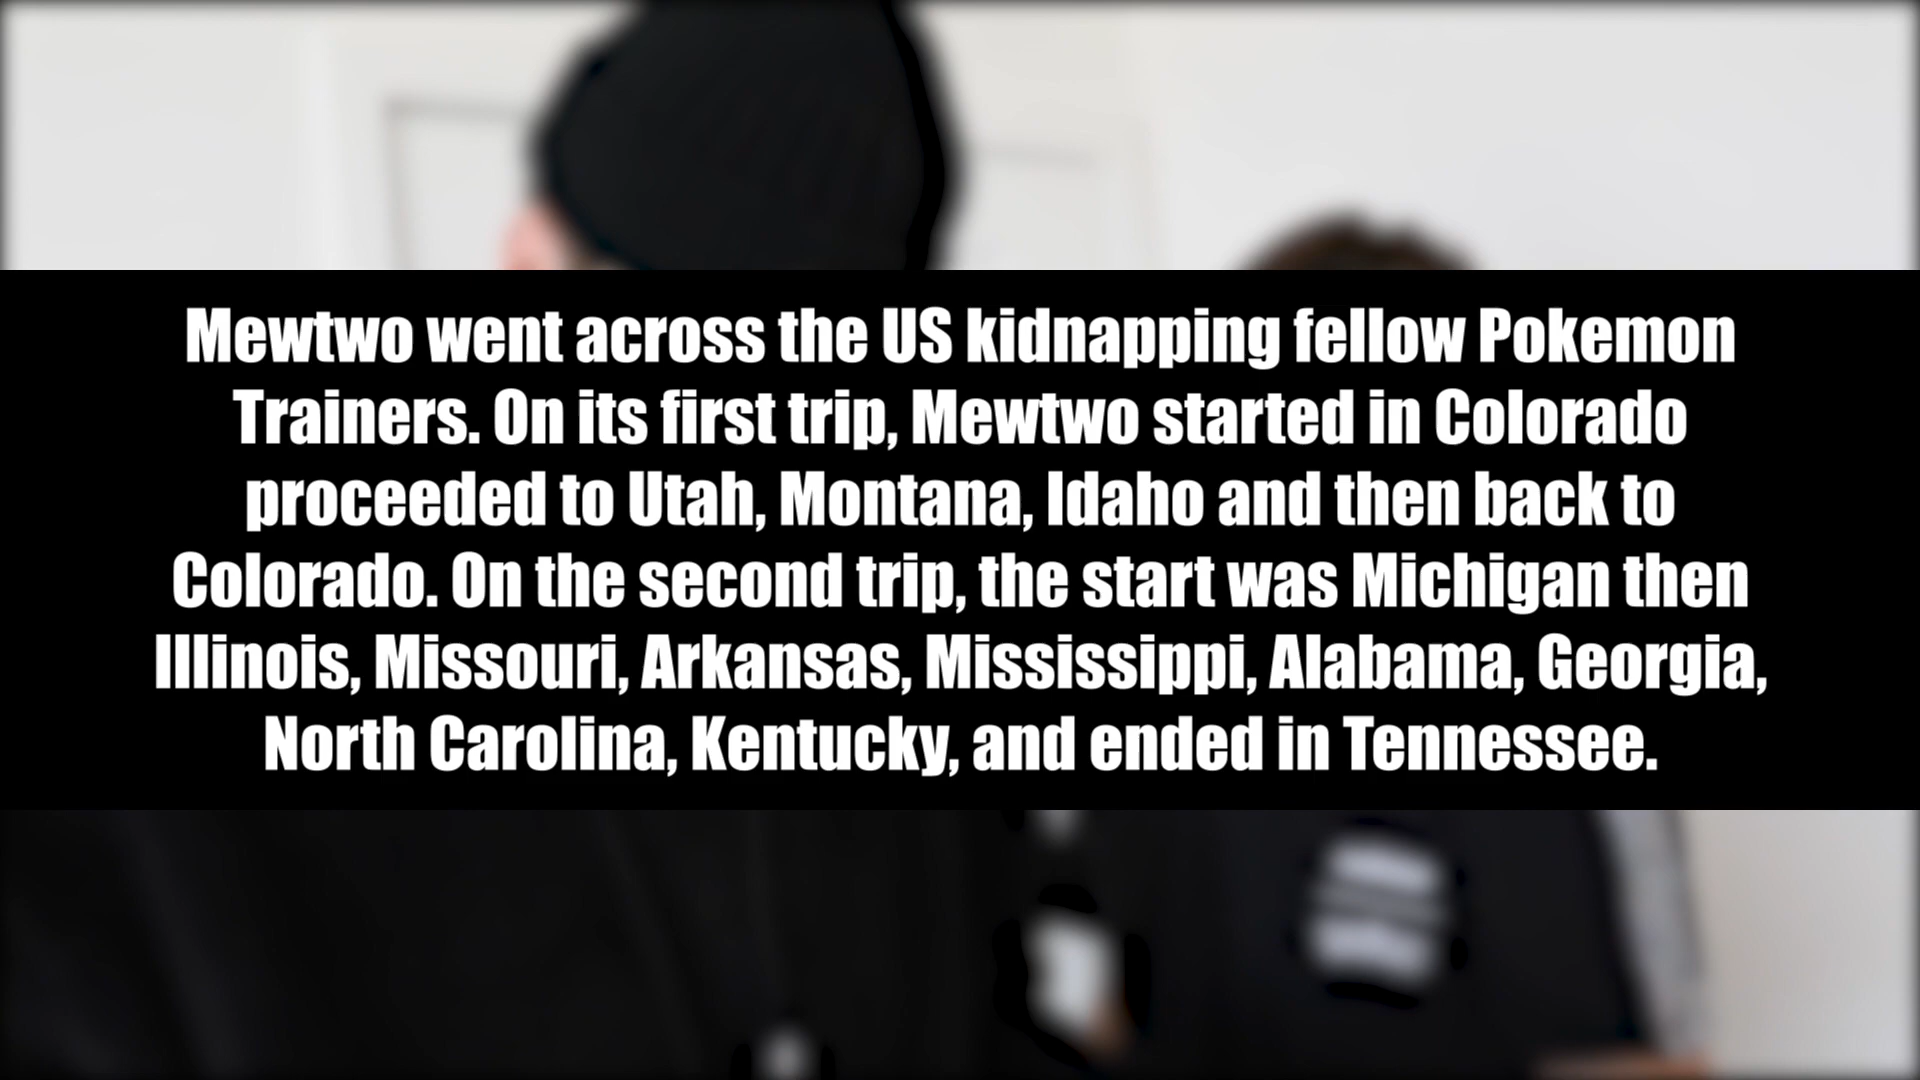 Mewtwo went across the US kidnapping fellow Pokemon
Trainers. On its first trip, Mewtwo started in Colorado
proceeded to Utah, Montana, Idaho and then back to
Colorado. On the second trip, the start was Michigan then
Illinois, Missouri, Arkansas, Mississippi, Alabama, Georgia,
North Carolina, Kentucky, and ended in Tennessee.